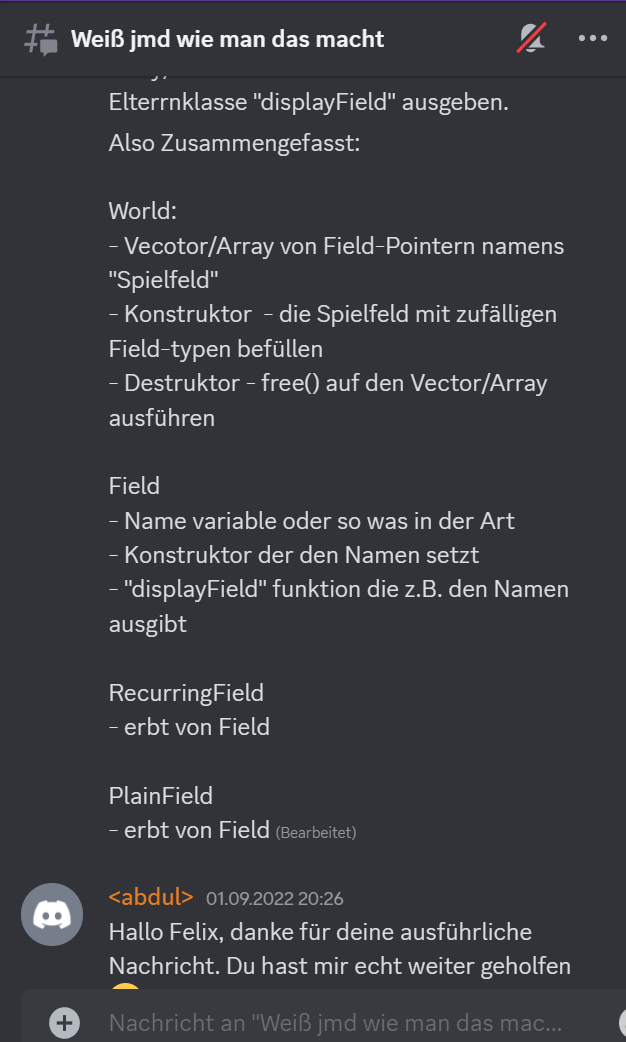 Weiß jmd wie man das macht
Elterrnklasse "displayField" ausgeben.
Also Zusammengefasst:
World:
- Vecotor/Array von Field-Pointern namens
"Spielfeld"
- Konstruktor  - die Spielfeld mit zufälligen
Field-typen befüllen
- Destruktor - free() auf den Vector/Array
ausführen
Field
- Name variable oder so was in der Art
- Konstruktor der den Namen setzt
- "displayField" funktion die z.B. den Namen
ausgibt
RecurringField
- erbt von Field
PlainField
- erbt von Field (Bearbeitet)
<abdul> 01.09.2022 20:26
Hallo Felix, danke für deine ausführliche
Nachricht. Du hast mir echt weiter geholfen
Nachricht an "Weiß jmd wie man das mac...